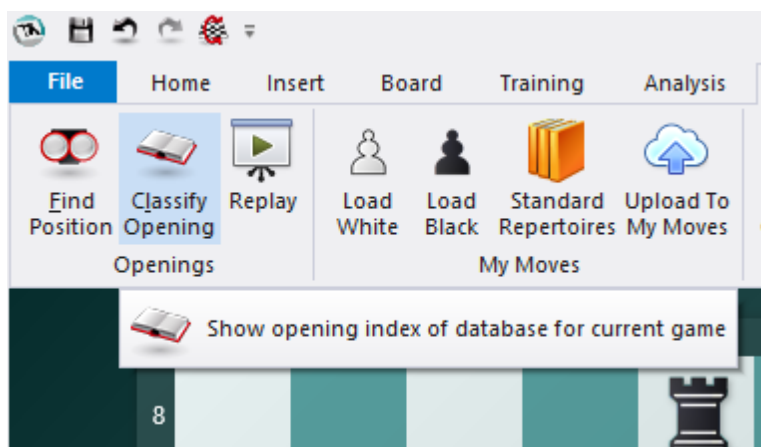 File Home Insert Board Training Analysis
Find Position
Classify Opening
Replay
Load White
Load Black
Standard Repertoires
Upload To My Moves
Openings
My Moves
Show opening index of database for current game
8